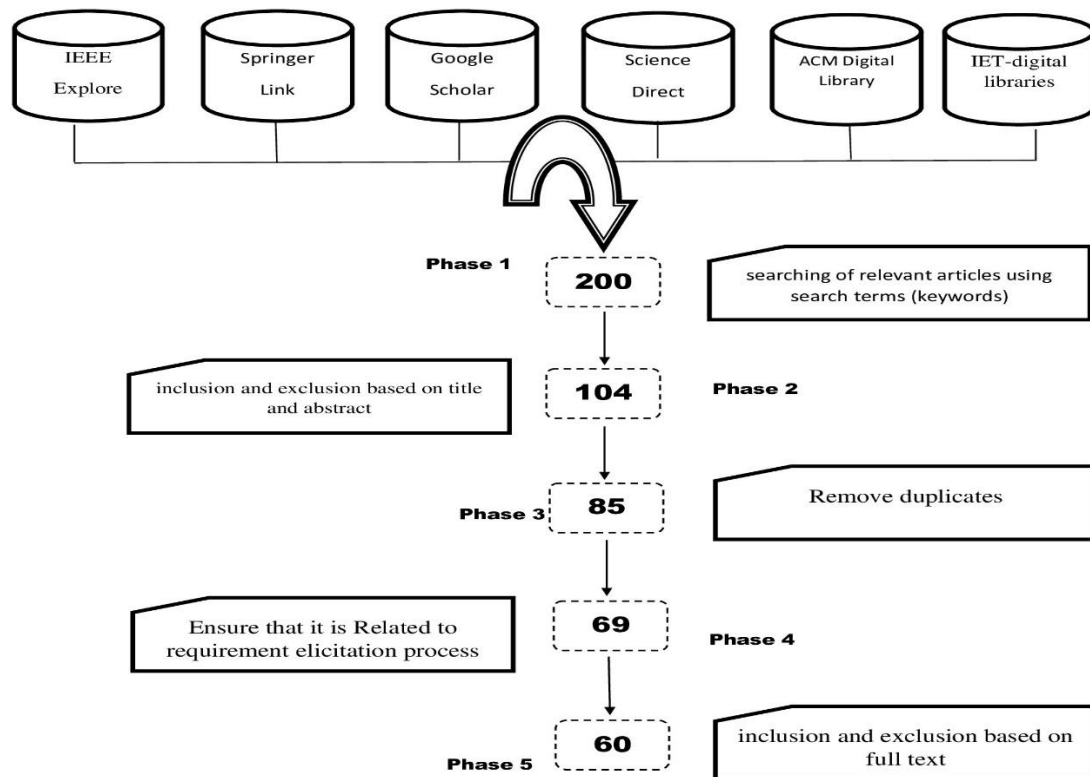 IEEE
Explore
Springer
Link
Google
Scholar
Science
Direct
ACM Digital
Library
IET-digital
libraries
Phase 1
200
searching of relevant articles using
search terms (keywords)
inclusion and exclusion based on title
and abstract
104
Phase 2
Phase 3
85
Remove duplicates
Ensure that it is Related to
requirement elicitation process
69
Phase 4
Phase 5
60
inclusion and exclusion based on
full text